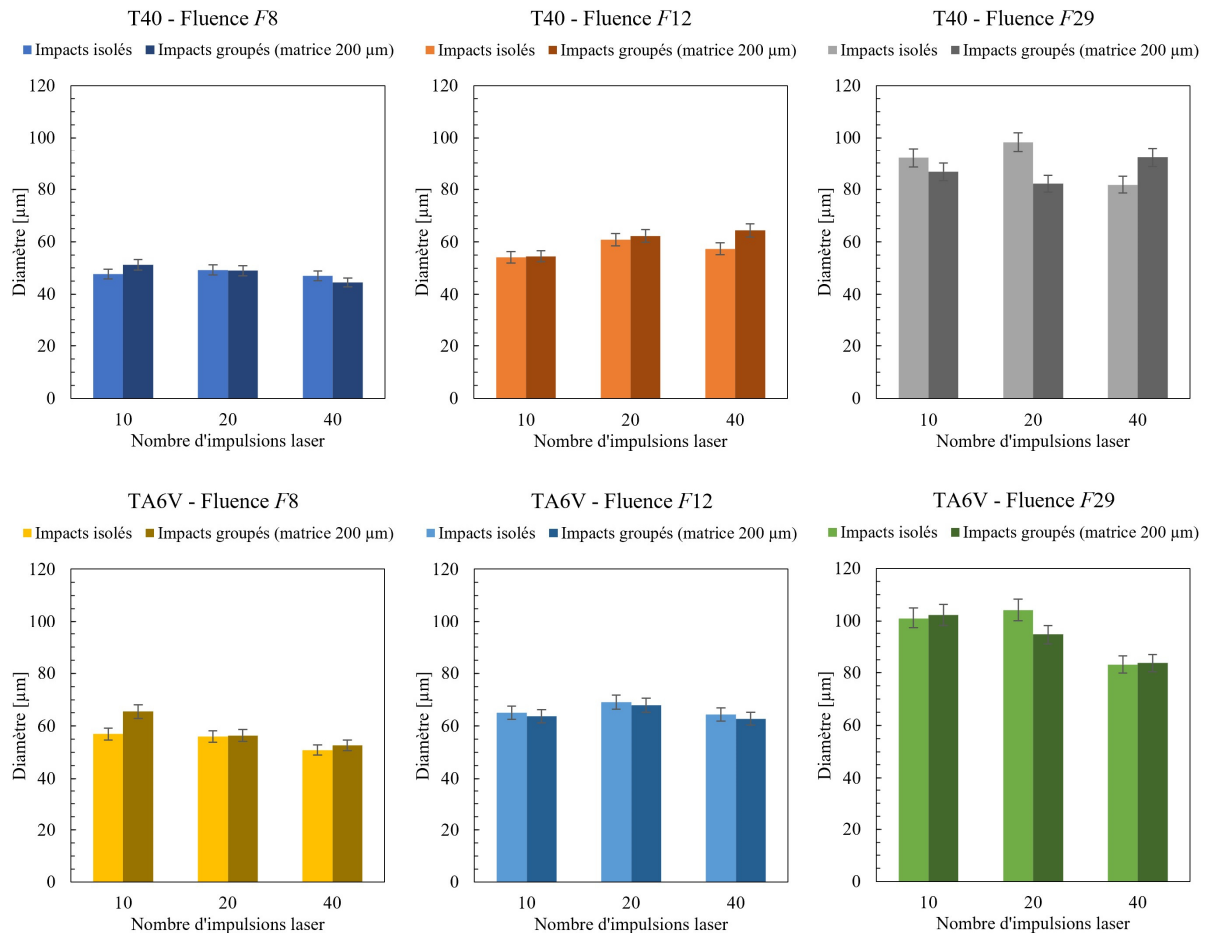 T40 - Fluence F8
Impacts isolés Impacts groupés (matrice 200 µm)
120
100
80
60
40
20
0
Diamètre [µm]
10 20 40
Nombre d'impulsions laser
T40 - Fluence F12
Impacts isolés Impacts groupés (matrice 200 µm)
120
100
80
60
40
20
0
Diamètre [µm]
10 20 40
Nombre d'impulsions laser
T40 - Fluence F29
Impacts isolés Impacts groupés (matrice 200 µm)
120
100
80
60
40
20
0
Diamètre [µm]
10 20 40
Nombre d'impulsions laser
TA6V - Fluence F8
Impacts isolés Impacts groupés (matrice 200 µm)
120
100
80
60
40
20
0
Diamètre [µm]
10 20 40
Nombre d'impulsions laser
TA6V - Fluence F12
Impacts isolés Impacts groupés (matrice 200 µm)
120
100
80
60
40
20
0
Diamètre [µm]
10 20 40
Nombre d'impulsions laser
TA6V - Fluence F29
Impacts isolés Impacts groupés (matrice 200 µm)
120
100
80
60
40
20
0
Diamètre [µm]
10 20 40
Nombre d'impulsions laser